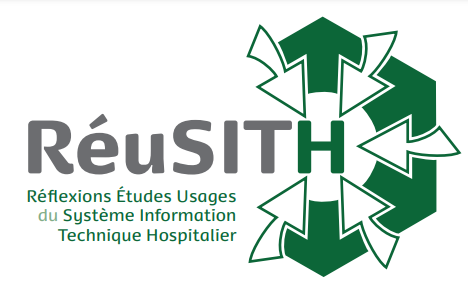 RéuSITH
Réflexions Études Usages
du Système Information
Technique Hospitalier